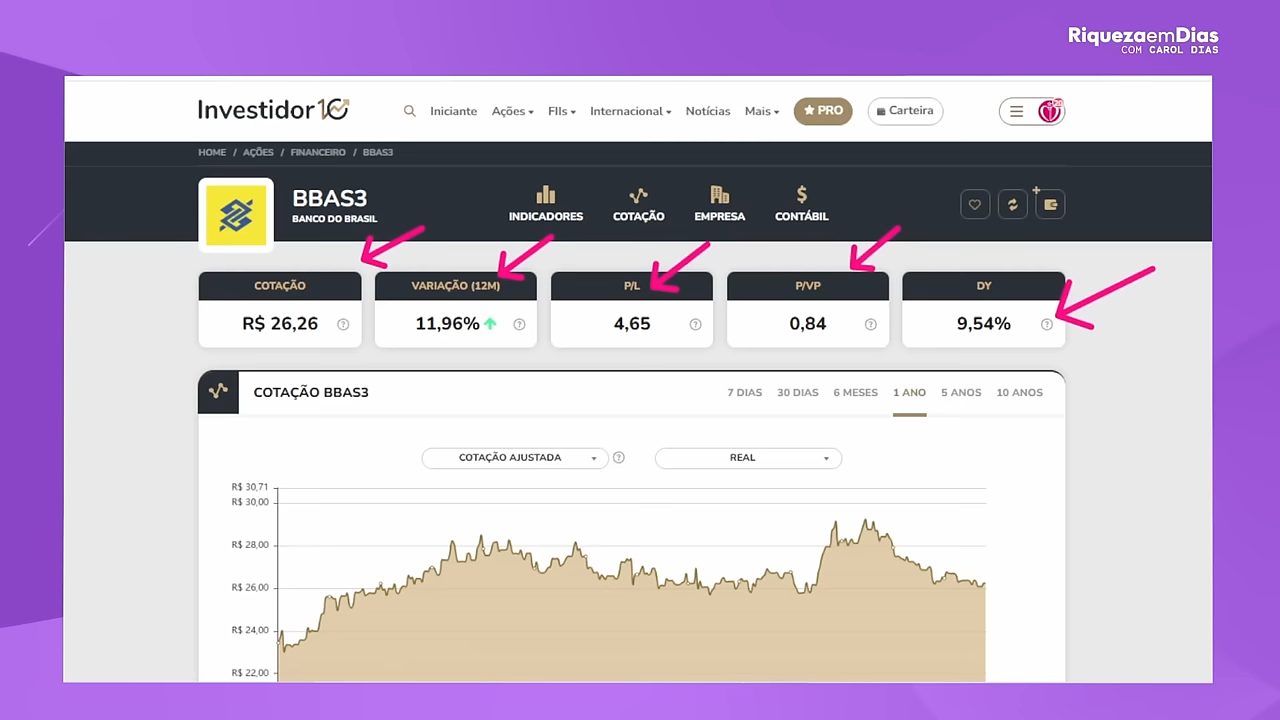 RiquezaemDias
COM CAROL DIAS
Investidor10
Iniciante Ações FIIs Internacional Notícias Mais PRO Carteira
HOME / AÇÕES / FINANCEIRO / BBAS3
BBAS3
BANCO DO BRASIL
INDICADORES COTAÇÃO EMPRESA CONTÁBIL
COTAÇÃO
R$ 26,26
VARIAÇÃO (12M)
11,96%
P/L
4,65
P/VP
0,84
DY
9,54%
COTAÇÃO BBAS3
7 DIAS 30 DIAS 6 MESES 1 ANO 5 ANOS 10 ANOS
COTAÇÃO AJUSTADA REAL
R$ 30,71
R$ 30,00
R$ 28,00
R$ 26,00
R$ 24,00
R$ 22,00